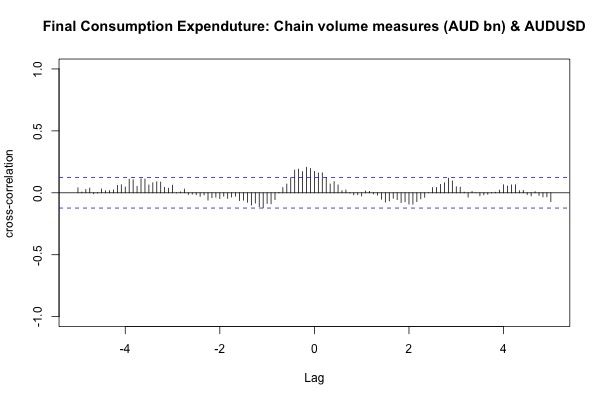 Final Consumption Expenduture: Chain volume measures (AUD bn) & AUDUSD
cross-correlation
1.0
0.5
0.0
-0.5
-1.0
-4 -2 0 2 4
Lag